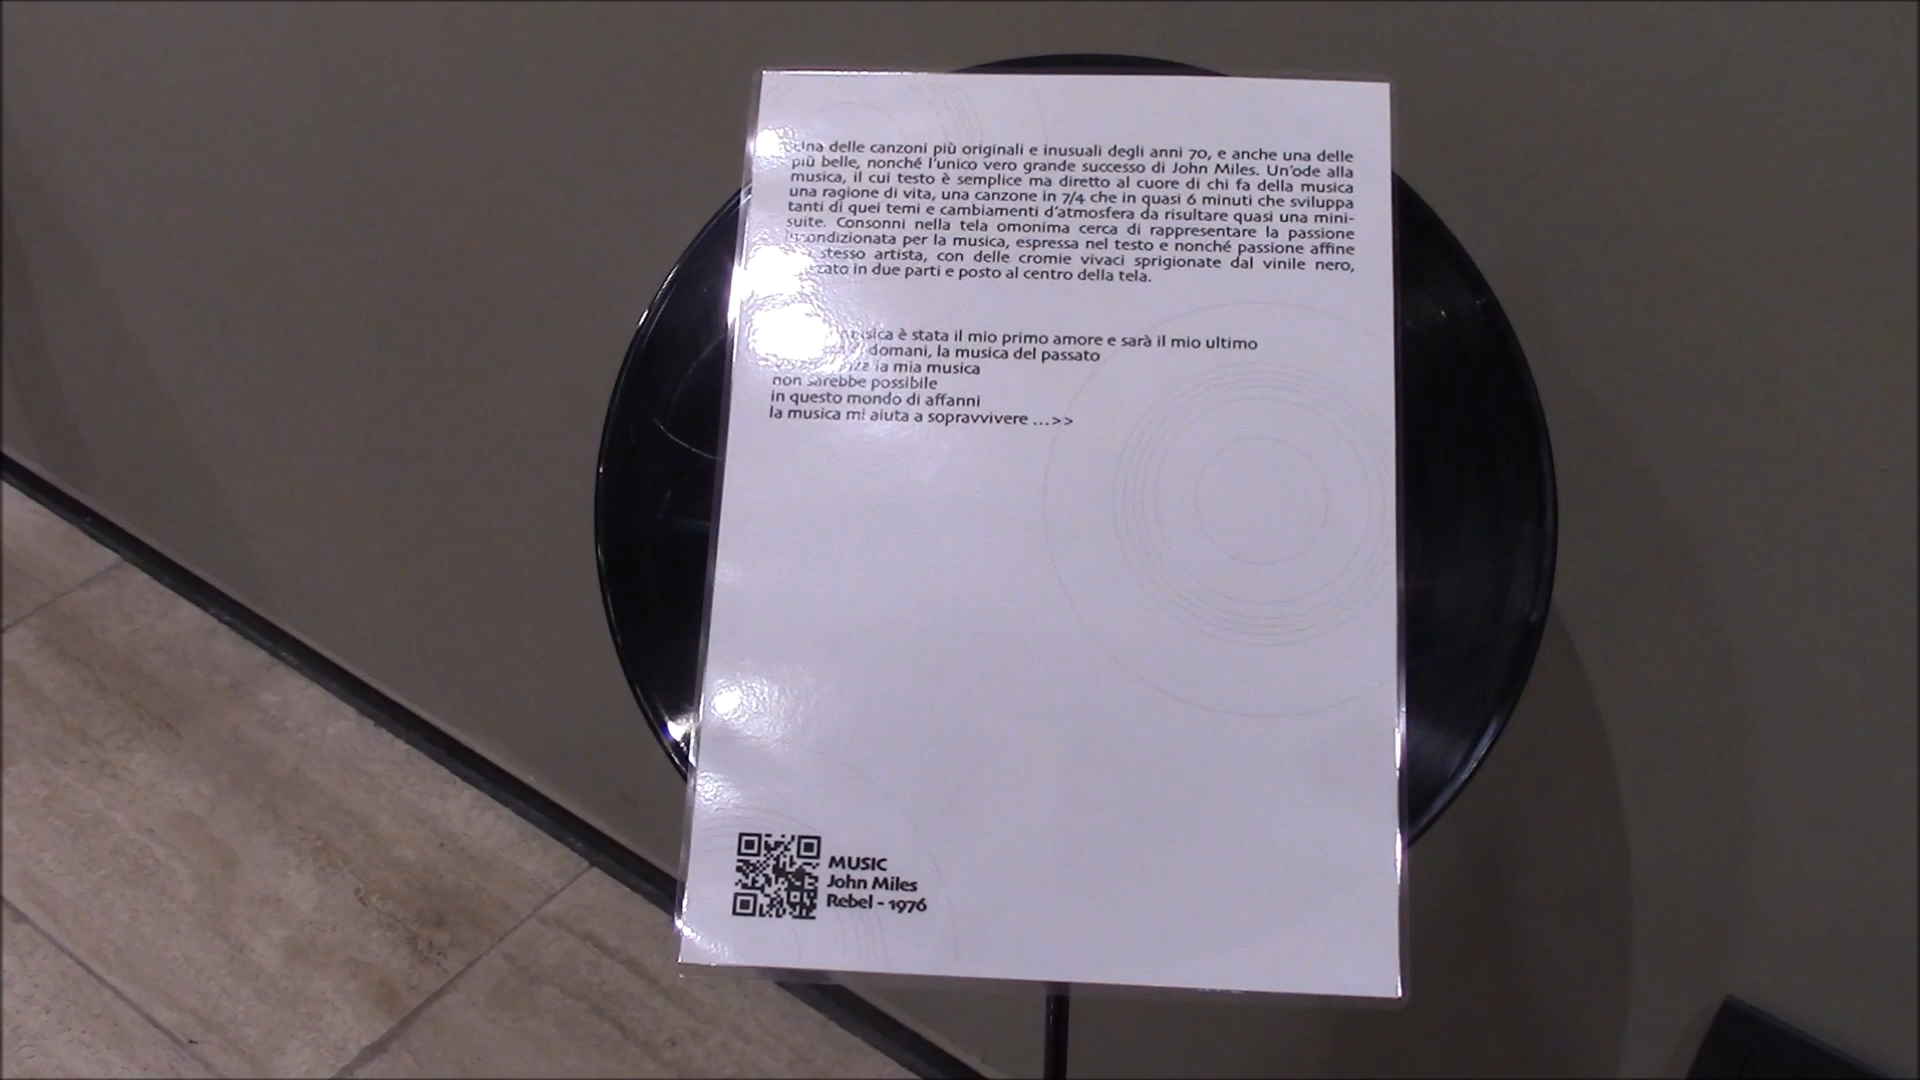 Una delle canzoni più originali e inusuali degli anni 70, e anche una delle
più belle, nonché l'unico vero grande successo di John Miles. Un'ode alla
musica, il cui testo è semplice ma diretto al cuore di chi fa della musica
una ragione di vita, una canzone in 7/4 che in quasi 6 minuti che sviluppa
tanti di quei temi e cambiamenti d'atmosfera da risultare quasi una mini-
suite. Consonni nella tela omonima cerca di rappresentare la passione
incondizionata per la musica, espressa nel testo e nonché passione affine
stesso artista, con delle cromie vivaci sprigionate dal vinile nero,
in due parti e posto al centro della tela.
musica è stata il mio primo amore e sarà il mio ultimo
domani, la musica del passato
la mia musica
non sarebbe possibile
in questo mondo di affanni
la musica mi aiuta a sopravvivere ...>>
MUSIC
John Miles
Rebel - 1976